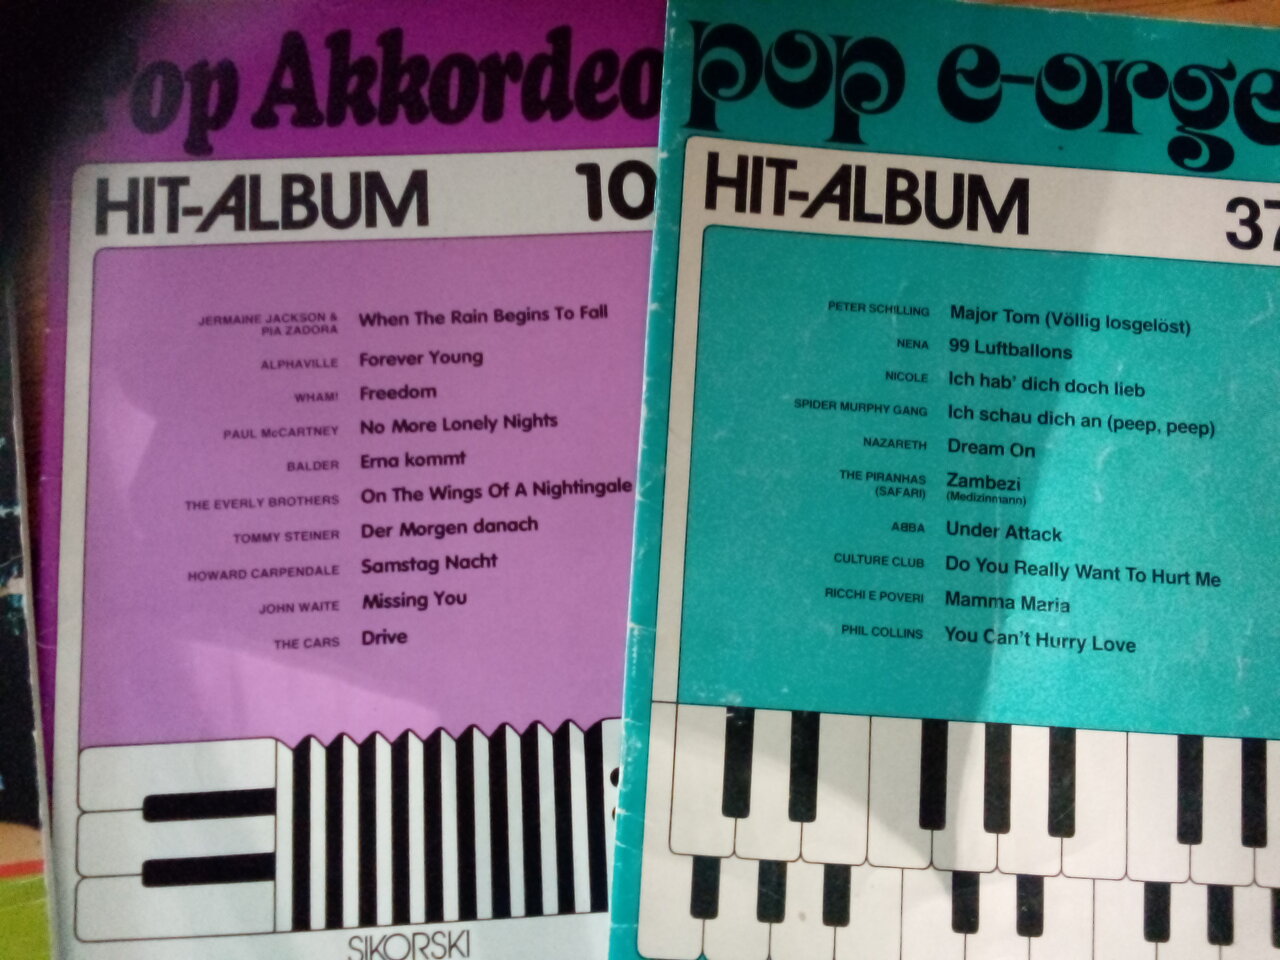 Pop Akkordeo
HIT-ALBUM 10
JERMAINE JACKSON &
PIA ZADORA When The Rain Begins To Fall
ALPHAVILLE Forever Young
WHAM! Freedom
PAUL McCARTNEY No More Lonely Nights
BALDER Erna kommt
THE EVERLY BROTHERS On The Wings Of A Nightingale
TOMMY STEINER Der Morgen danach
HOWARD CARPENDALE Samstag Nacht
JOHN WAITE Missing You
THE CARS Drive
SIKORSKI
pop e-orge
HIT-ALBUM 37
PETER SCHILLING Major Tom (Völlig losgelöst)
NENA 99 Luftballons
NICOLE Ich hab' dich doch lieb
SPIDER MURPHY GANG Ich schau dich an (peep, peep)
NAZARETH Dream On
THE PIRANHAS Zambezi
(SAFARI) (Medizinmann)
ABBA Under Attack
CULTURE CLUB Do You Really Want To Hurt Me
RICCHI E POVERI Mamma Maria
PHIL COLLINS You Can't Hurry Love